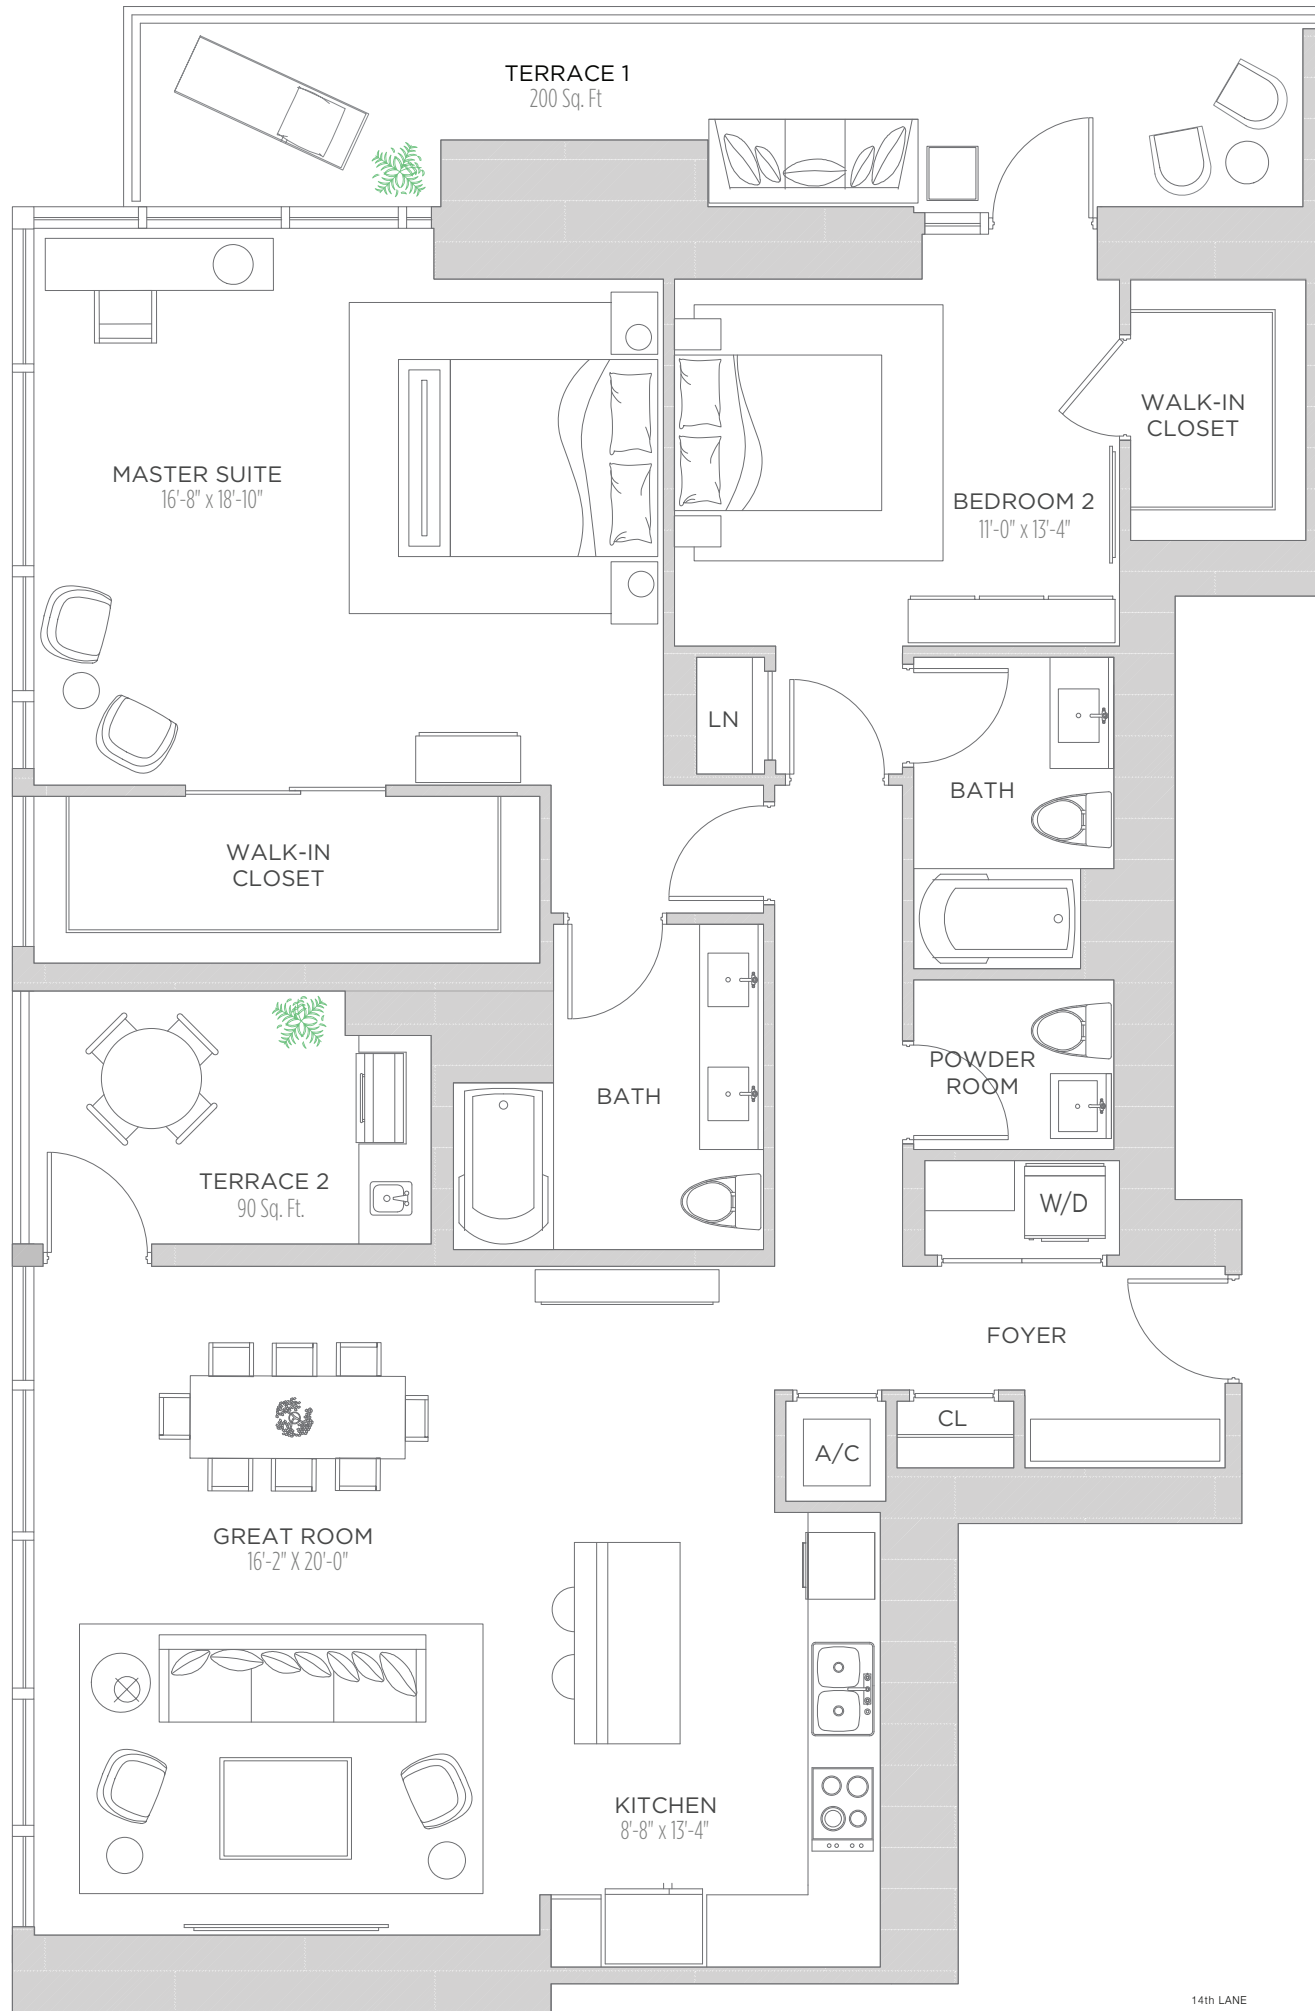 TERRACE 1
200 Sq. Ft
WALK-IN
CLOSET
MASTER SUITE
16'-8" x 18'-10"
BEDROOM 2
11'-0" x 13'-4"
LN
BATH
WALK-IN
CLOSET
POWDER
ROOM
BATH
TERRACE 2
90 Sq. Ft.
W/D
FOYER
CL
A/C
GREAT ROOM
16'-2" X 20'-0"
KITCHEN
8'-8" x 13'-4"
14th LANE